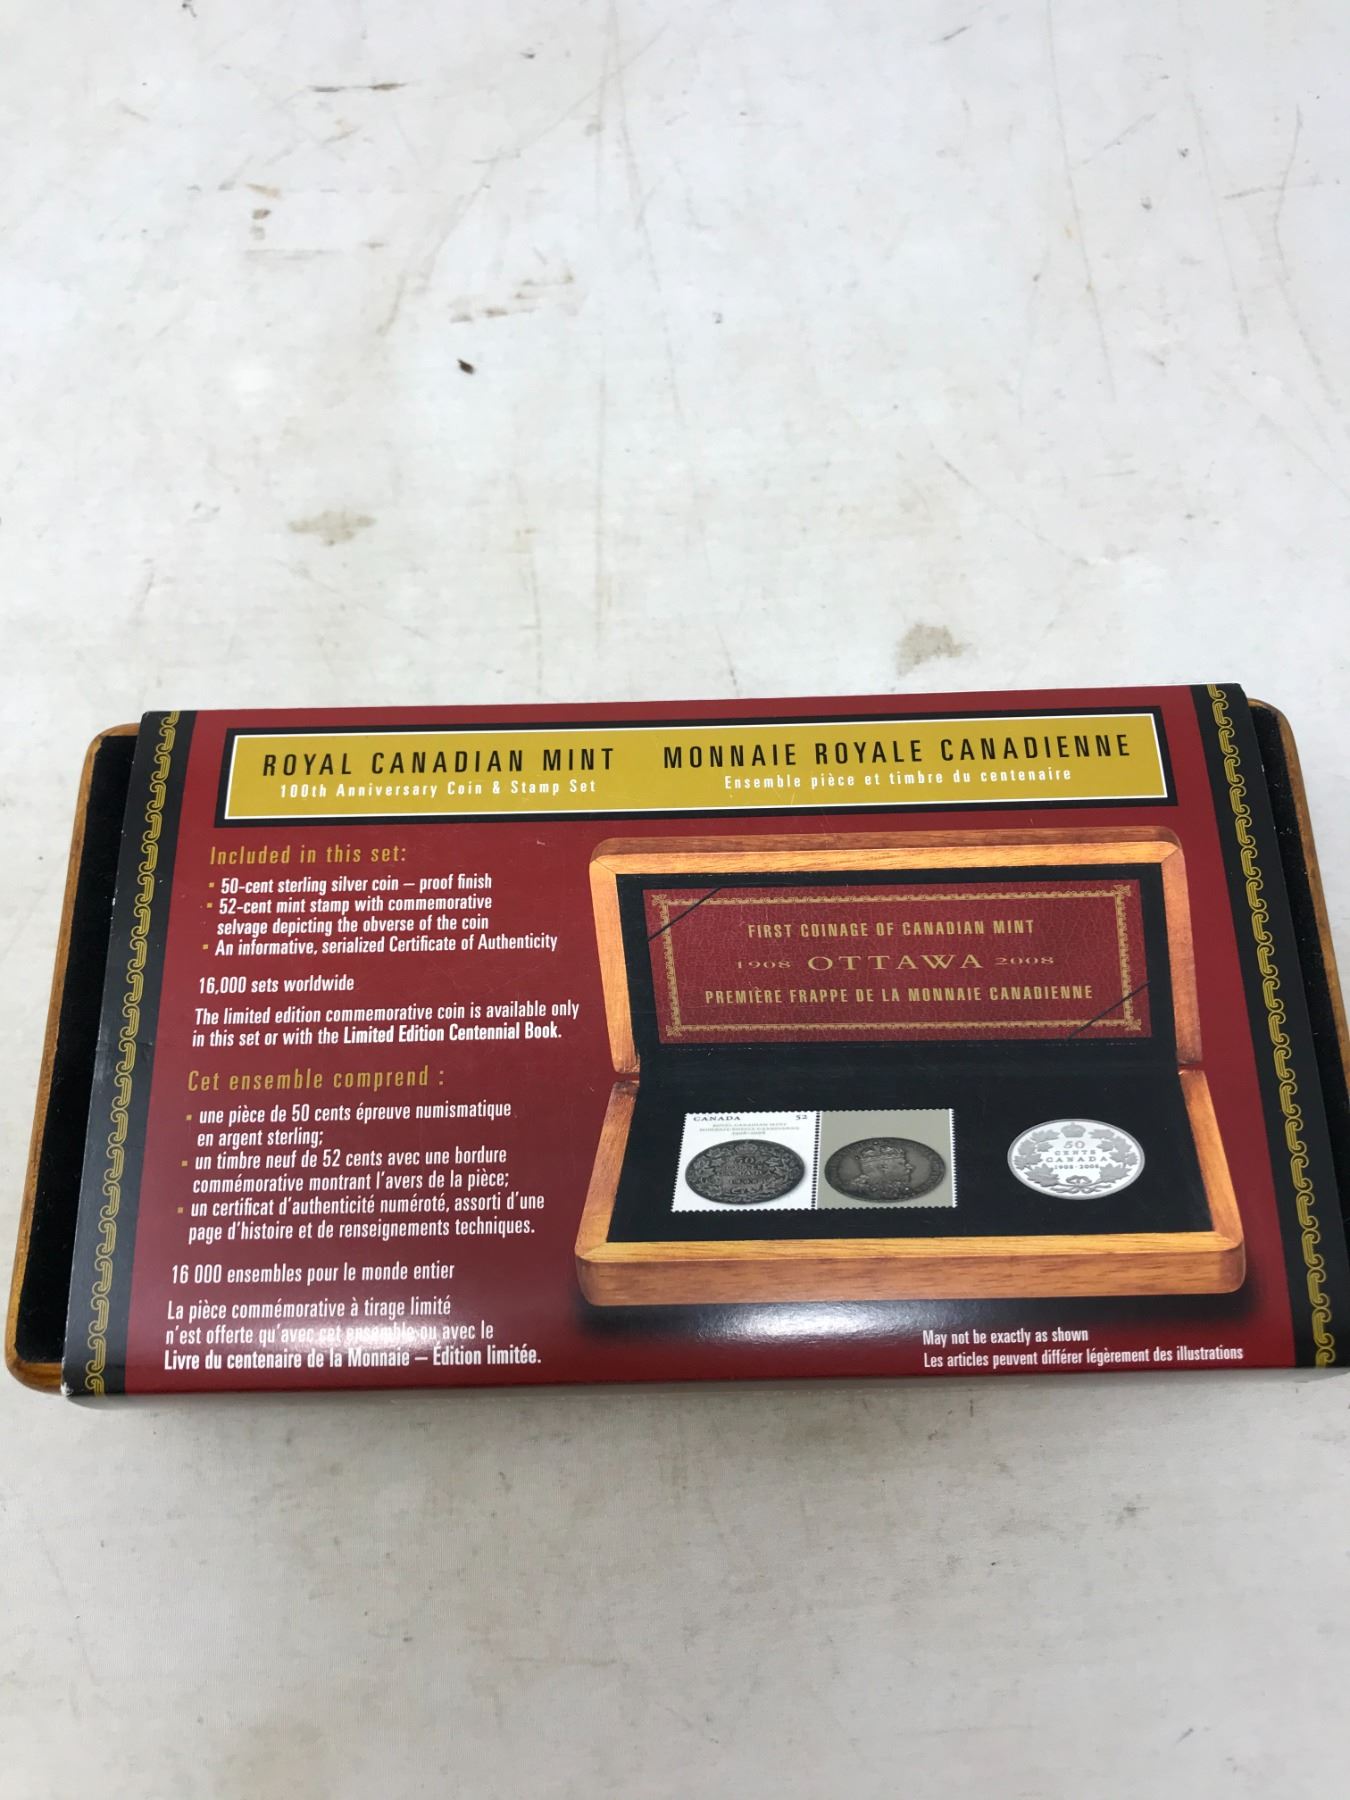 ROYAL CANADIAN MINT
100th Anniversary Coin & Stamp Set
MONNAIE ROYALE CANADIENNE
Ensemble pièce et timbre du centenaire
Included in this set:
▪ 50-cent sterling silver coin – proof finish
▪ 52-cent mint stamp with commemorative
selvage depicting the obverse of the coin
▪ An informative, serialized Certificate of Authenticity
16,000 sets worldwide
The limited edition commemorative coin is available only
in this set or with the Limited Edition Centennial Book.
Cet ensemble comprend :
▪ une pièce de 50 cents épreuve numismatique
en argent sterling;
▪ un timbre neuf de 52 cents avec une bordure
commémorative montrant l'avers de la pièce;
▪ un certificat d'authenticité numéroté, assorti d'une
page d'histoire et de renseignements techniques.
16 000 ensembles pour le monde entier
La pièce commémorative à tirage limité
n'est offerte qu'avec cet ensemble ou avec le
Livre du centenaire de la Monnaie – Édition limitée.
FIRST COINAGE OF CANADIAN MINT
1908 OTTAWA 2008
PREMIÈRE FRAPPE DE LA MONNAIE CANADIENNE
CANADA 52
ROYAL CANADIAN MINT
MONNAIE ROYALE CANADIENNE
1908-2008
50
CENTS
CANADA
1908-2008
May not be exactly as shown
Les articles peuvent différer légèrement des illustrations